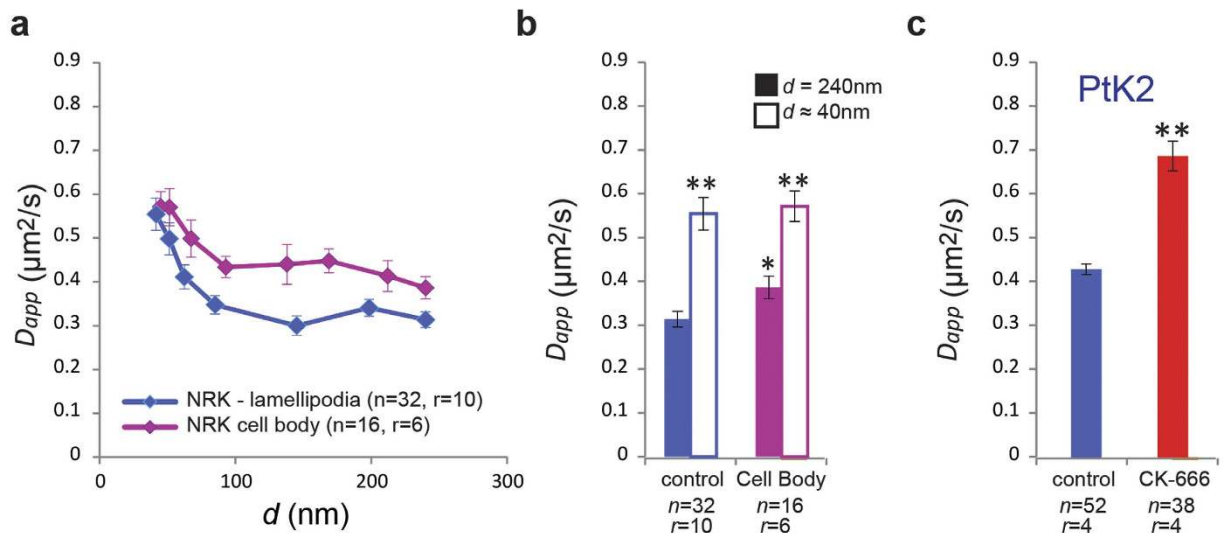 a
0.9
0.8
0.7
0.6
0.5
0.4
0.3
0.2
0.1
0
Dapp (µm²/s)
NRK - lamellipodia (n=32, r=10)
NRK cell body (n=16, r=6)
0 100 200 300
d (nm)
b
0.9
0.8
0.7
0.6
0.5
0.4
0.3
0.2
0.1
0
Dapp (µm²/s)
d = 240nm
d ≈ 40nm
** **
*
control Cell Body
n=32 n=16
r=10 r=6
c
0.9
0.8
0.7
0.6
0.5
0.4
0.3
0.2
0.1
0
Dapp (µm²/s)
PtK2
**
control CK-666
n=52 n=38
r=4 r=4